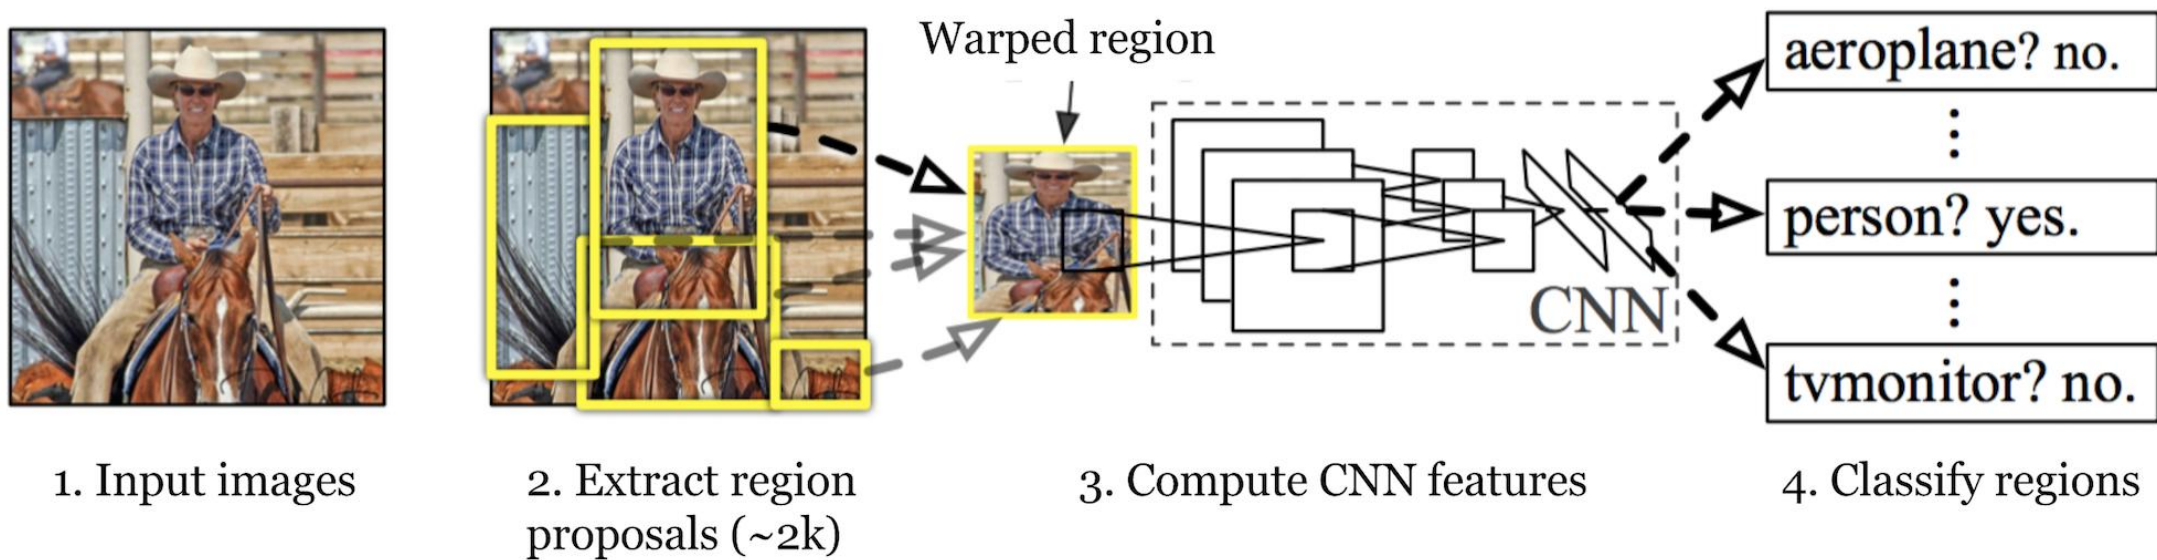 Warped region
aeroplane? no.
person? yes.
CNN
tvmonitor? no.
1. Input images
2. Extract region
proposals (~2k)
3. Compute CNN features
4. Classify regions